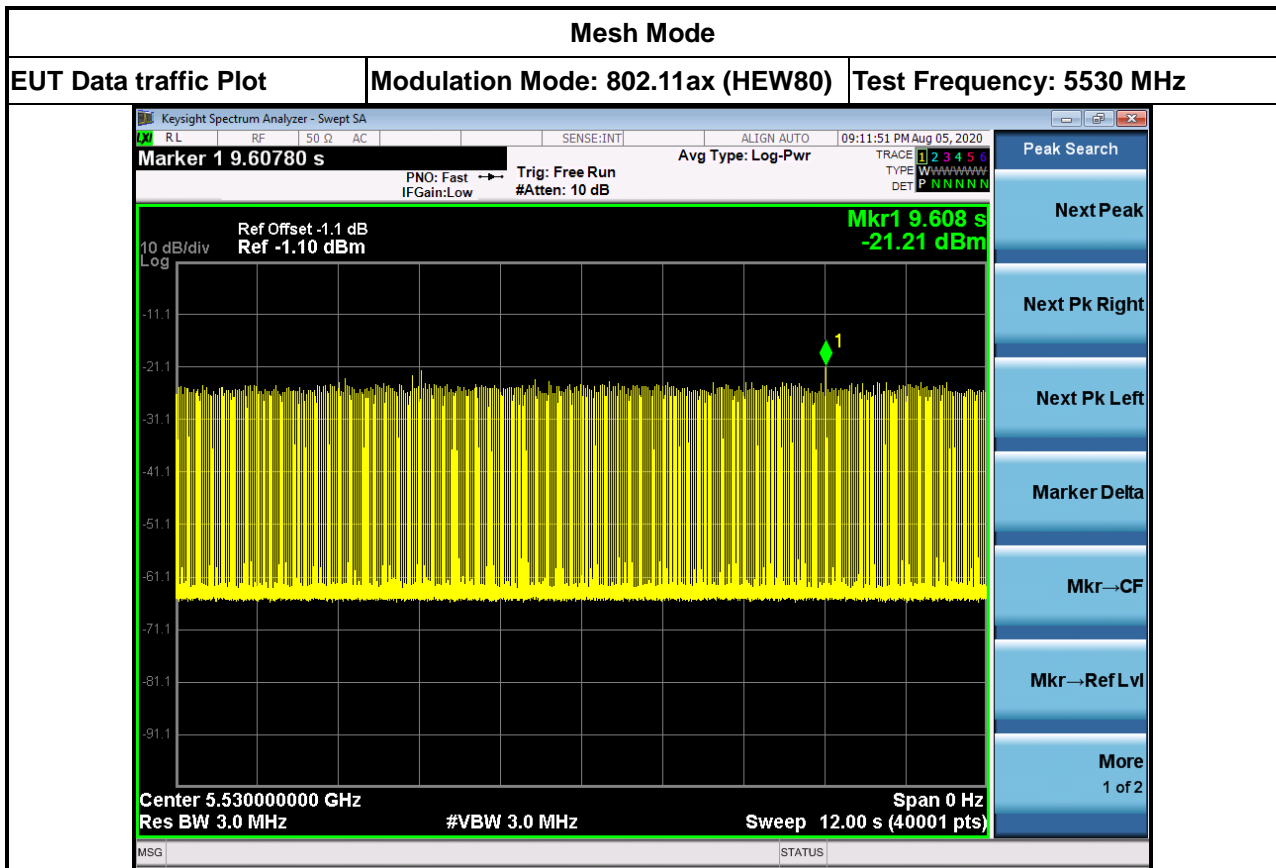 Mesh Mode
EUT Data traffic Plot Modulation Mode: 802.11ax (HEW80) Test Frequency: 5530 MHz
Keysight Spectrum Analyzer - Swept SA
LXI RL RF 50 Ω AC SENSE:INT ALIGN AUTO 09:11:51 PM Aug 05, 2020
Marker 1 9.60780 s
PNO: Fast
IFGain:Low
Trig: Free Run
#Atten: 10 dB
Avg Type: Log-Pwr
TRACE 1 2 3 4 5 6
TYPE WWWWWW
DET P N N N N N
Peak Search
Mkr1 9.608 s
-21.21 dBm
Ref Offset -1.1 dB
10 dB/div Ref -1.10 dBm
Log
1
-11.1
-21.1
-31.1
-41.1
-51.1
-61.1
-71.1
-81.1
-91.1
Next Peak
Next Pk Right
Next Pk Left
Marker Delta
Mkr→CF
Mkr→Ref Lvl
More
1 of 2
Center 5.530000000 GHz Span 0 Hz
Res BW 3.0 MHz #VBW 3.0 MHz Sweep 12.00 s (40001 pts)
MSG STATUS